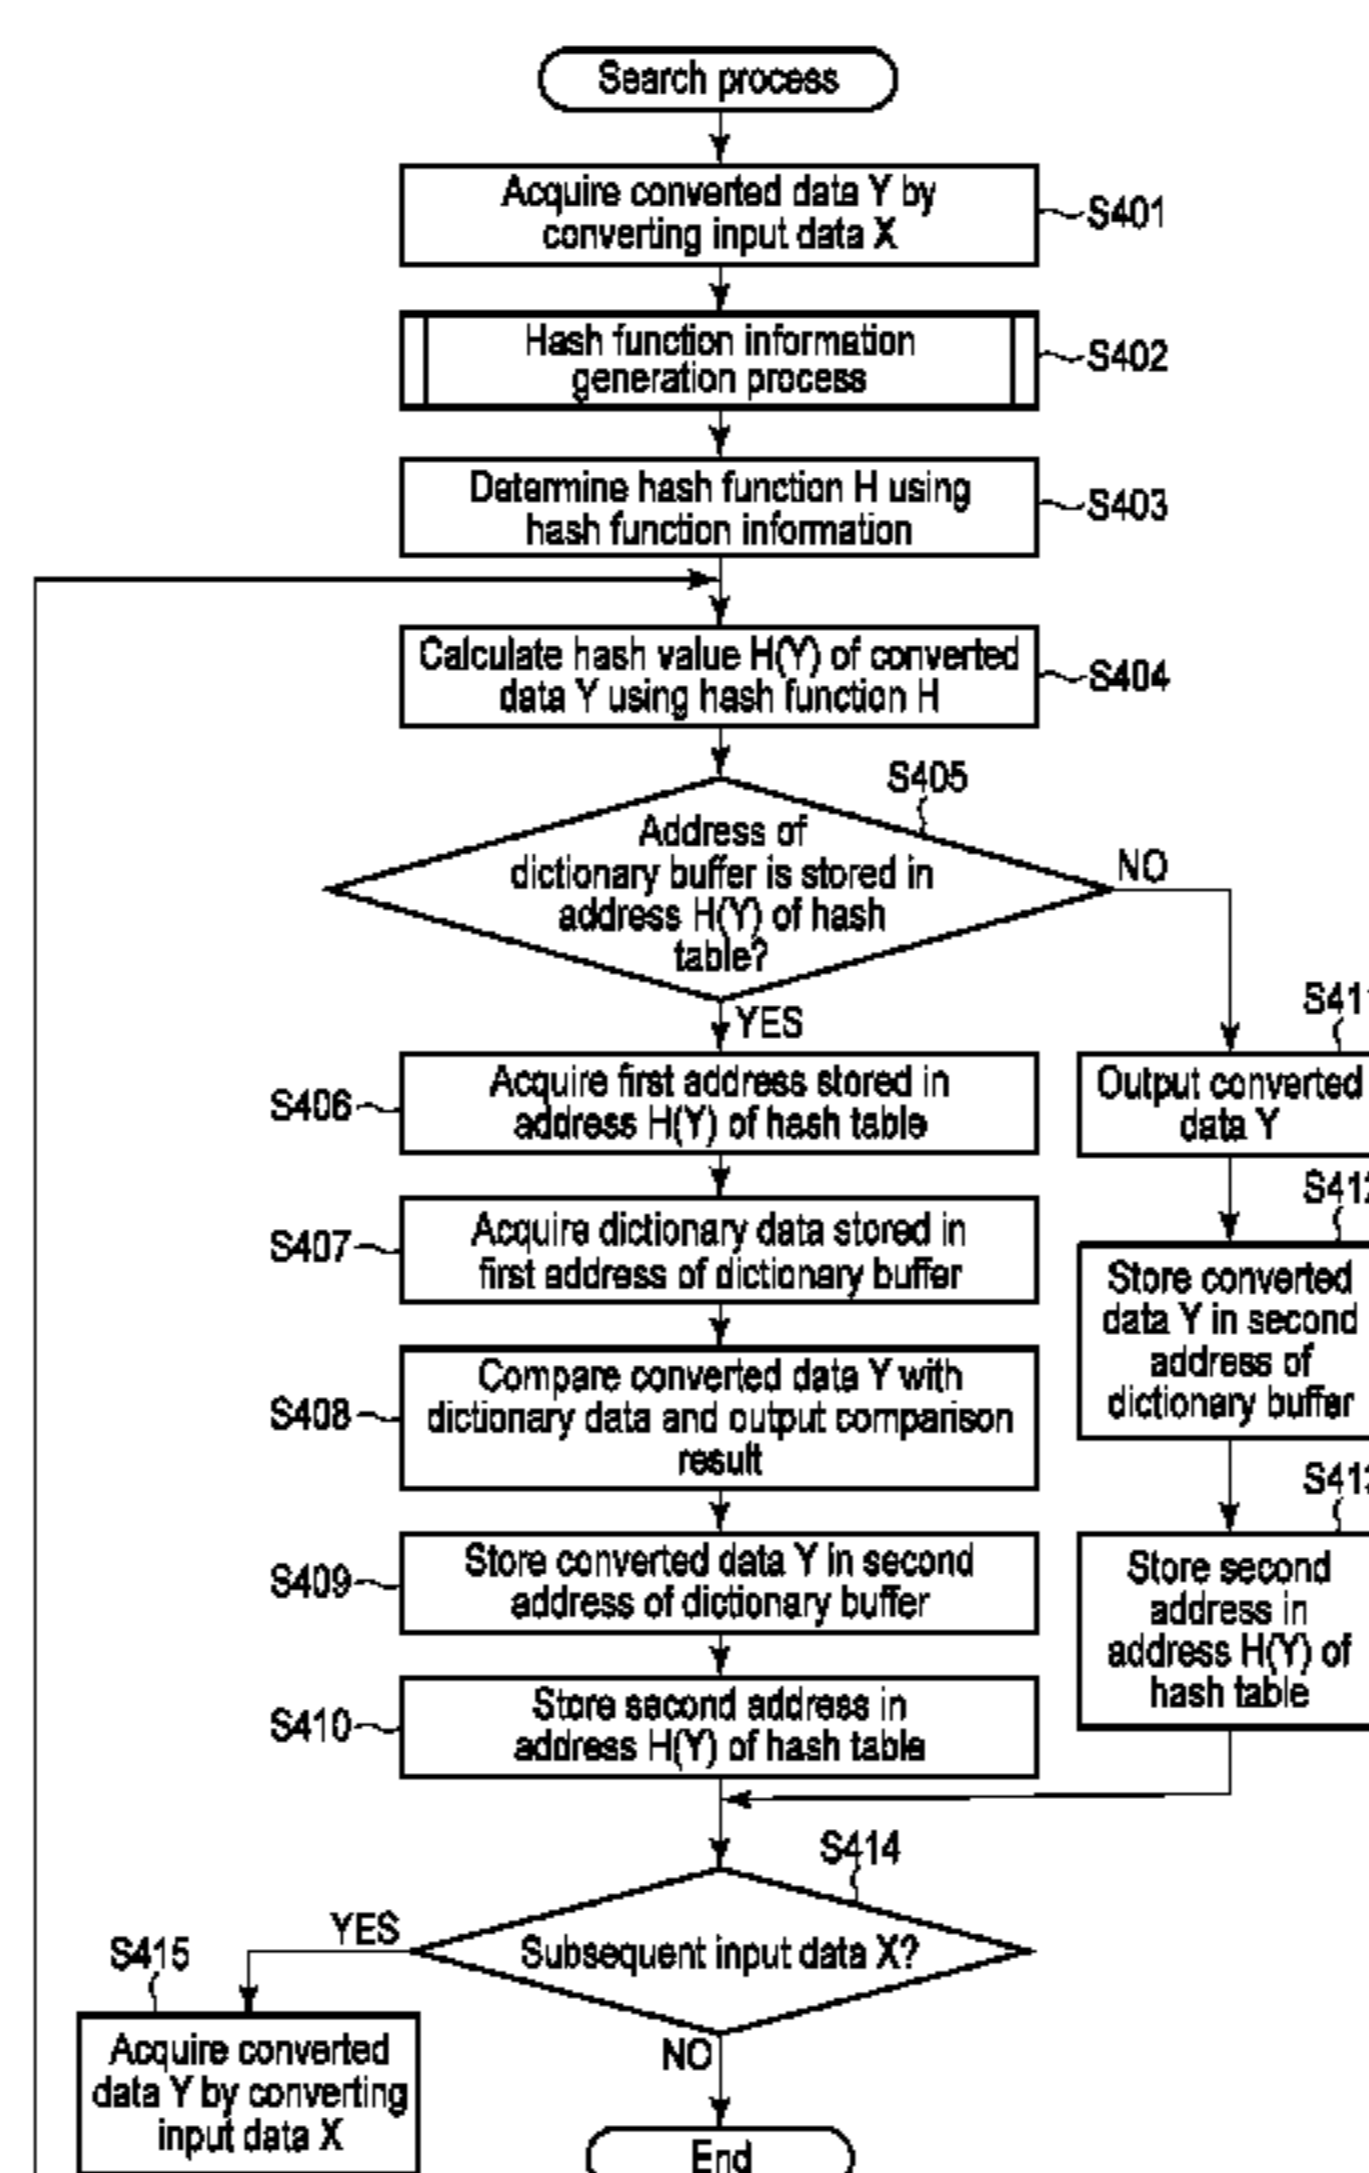 Search process
Acquire converted data Y by
converting input data X
S401
Hash function information
generation process
S402
Determine hash function H using
hash function information
S403
Calculate hash value H(Y) of converted
data Y using hash function H
S404
S405
Address of
dictionary buffer is stored in
address H(Y) of hash
table?
NO
YES
S406
Acquire first address stored in
address H(Y) of hash table
S407
Acquire dictionary data stored in
first address of dictionary buffer
S408
Compare converted data Y with
dictionary data and output comparison
result
S409
Store converted data Y in second
address of dictionary buffer
S410
Store second address in
address H(Y) of hash table
S411
Output converted
data Y
S412
Store converted
data Y in second
address of
dictionary buffer
S413
Store second
address in
address H(Y) of
hash table
S414
Subsequent input data X?
YES
NO
S415
Acquire converted
data Y by converting
input data X
End